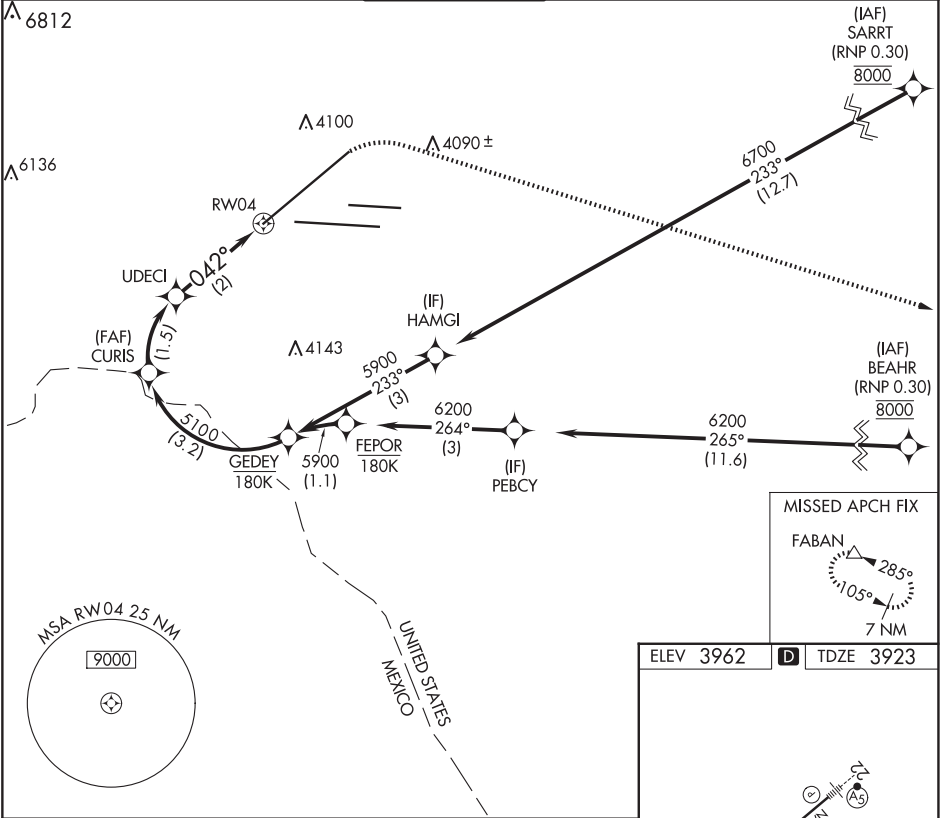 6812
(IAF)
SARRT
(RNP 0.30)
8000
4100
4090 ±
6136
6700
233°
(12.7)
RW04
042°
(2)
UDECI
(IF)
HAMGI
(FAF)
CURIS
(1.5)
4143
5900
233°
(3)
(IAF)
BEAHR
(RNP 0.30)
8000
5100
(3.2)
GEDEY
180K
5900
(1.1)
FEPOR
180K
6200
264°
(3)
(IF)
PEBCY
6200
265°
(11.6)
MISSED APCH FIX
FABAN
285°
105°
7 NM
MSA RW04 25 NM
9000
UNITED STATES
MEXICO
ELEV 3962
D
TDZE 3923
22
P
A5